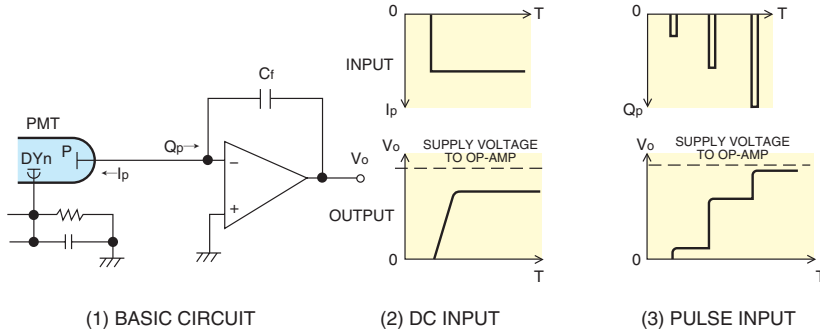 PMT
DYn
P
Ip
Qp
Cf
−
+
Vo
(1) BASIC CIRCUIT
0
T
INPUT
Ip
Vo
SUPPLY VOLTAGE
TO OP-AMP
OUTPUT
0
T
(2) DC INPUT
0
T
Qp
Vo
SUPPLY VOLTAGE
TO OP-AMP
0
T
(3) PULSE INPUT